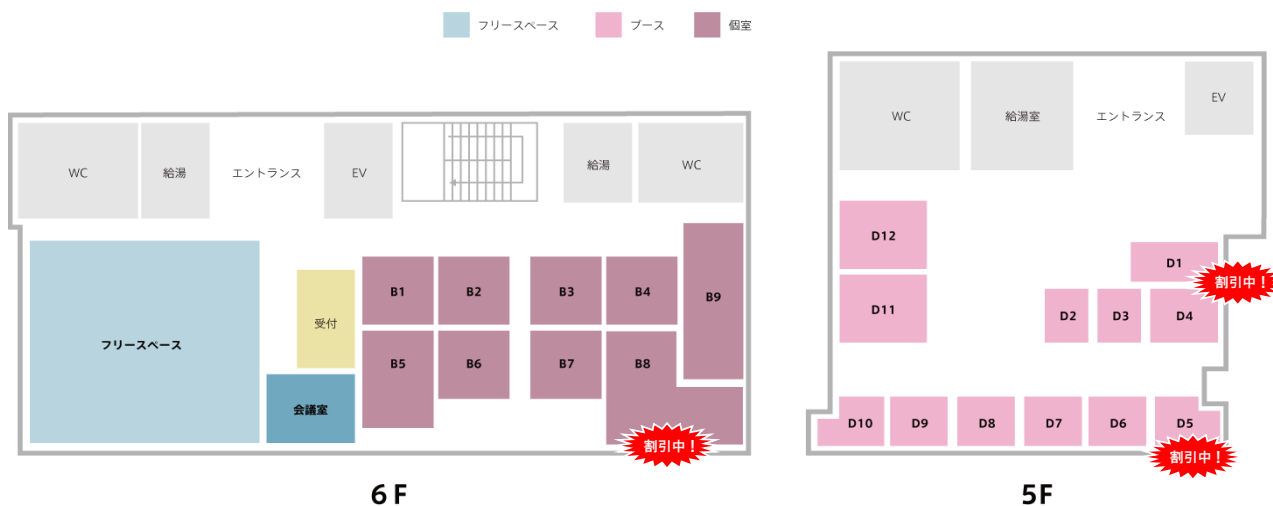 フリースペース
ブース
個室
WC
給湯
エントランス
EV
給湯
WC
フリースペース
受付
会議室
B1
B2
B3
B4
B9
B5
B6
B7
B8
割引中！
6F
WC
給湯室
エントランス
EV
D12
D1
割引中！
D11
D2
D3
D4
D10
D9
D8
D7
D6
D5
割引中！
5F